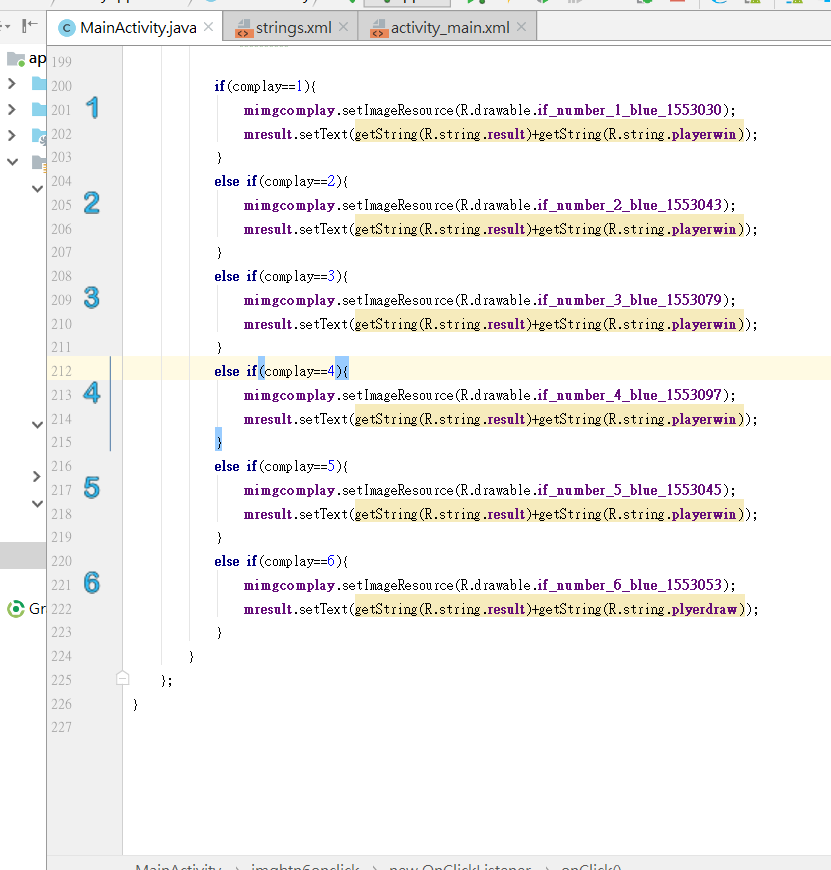 MainActivity.java × strings.xml × activity_main.xml ×
ap
199
200 if(complay==1){
201 mimgcomplay.setImageResource(R.drawable.if_number_1_blue_1553030);
202 mresult.setText(getString(R.string.result)+getString(R.string.playerwin));
203 }
204 else if(complay==2){
205 mimgcomplay.setImageResource(R.drawable.if_number_2_blue_1553043);
206 mresult.setText(getString(R.string.result)+getString(R.string.playerwin));
207 }
208 else if(complay==3){
209 mimgcomplay.setImageResource(R.drawable.if_number_3_blue_1553079);
210 mresult.setText(getString(R.string.result)+getString(R.string.playerwin));
211 }
212 else if(complay==4){
213 mimgcomplay.setImageResource(R.drawable.if_number_4_blue_1553097);
214 mresult.setText(getString(R.string.result)+getString(R.string.playerwin));
215 }
216 else if(complay==5){
217 mimgcomplay.setImageResource(R.drawable.if_number_5_blue_1553045);
218 mresult.setText(getString(R.string.result)+getString(R.string.playerwin));
219 }
220 else if(complay==6){
221 mimgcomplay.setImageResource(R.drawable.if_number_6_blue_1553053);
222 mresult.setText(getString(R.string.result)+getString(R.string.plyerdraw));
223 }
224 }
225 };
226 }
227
1
2
3
4
5
6
Gr
MainActivity › imgbtn6onclick › new OnClickListener › onClick()